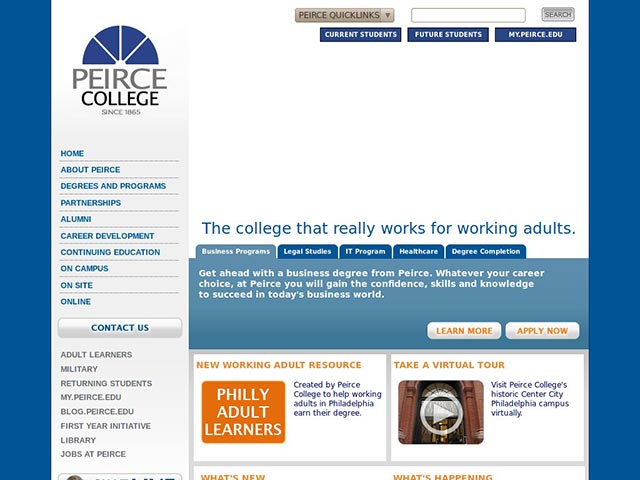 PEIRCE QUICKLINKS
SEARCH
CURRENT STUDENTS
FUTURE STUDENTS
MY.PEIRCE.EDU
PEIRCE
COLLEGE
SINCE 1865
HOME
ABOUT PEIRCE
DEGREES AND PROGRAMS
PARTNERSHIPS
ALUMNI
CAREER DEVELOPMENT
CONTINUING EDUCATION
ON CAMPUS
ON SITE
ONLINE
CONTACT US
ADULT LEARNERS
MILITARY
RETURNING STUDENTS
MY.PEIRCE.EDU
BLOG.PEIRCE.EDU
FIRST YEAR INITIATIVE
LIBRARY
JOBS AT PEIRCE
The college that really works for working adults.
Business Programs
Legal Studies
IT Program
Healthcare
Degree Completion
Get ahead with a business degree from Peirce. Whatever your career
choice, at Peirce you will gain the confidence, skills and knowledge
to succeed in today's business world.
LEARN MORE
APPLY NOW
NEW WORKING ADULT RESOURCE
PHILLY
ADULT
LEARNERS
Created by Peirce
College to help working
adults in Philadelphia
earn their degree.
TAKE A VIRTUAL TOUR
Visit Peirce College's
historic Center City
Philadelphia campus
virtually.
WHAT'S NEW
WHAT'S HAPPENING